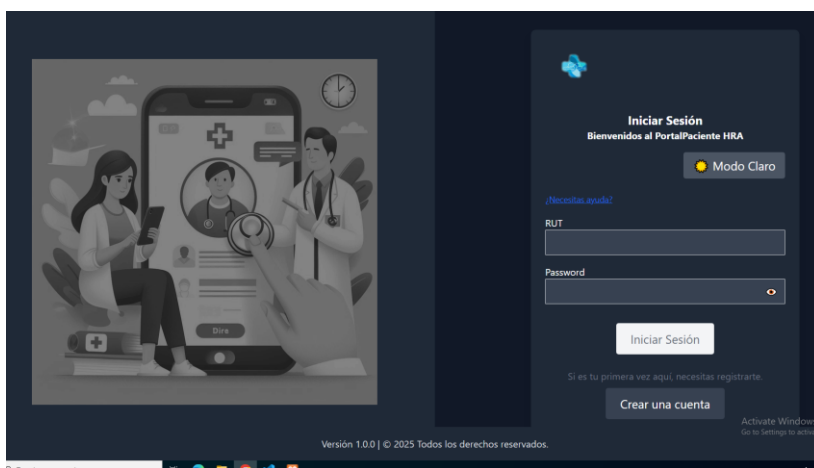 Dire
Iniciar Sesión
Bienvenidos al PortalPaciente HRA
Modo Claro
¿Necesitas ayuda?
RUT
Password
Iniciar Sesión
Si es tu primera vez aquí, necesitas registrarte.
Crear una cuenta
Activate Windows
Go to Settings to activ
Versión 1.0.0 | © 2025 Todos los derechos reservados.